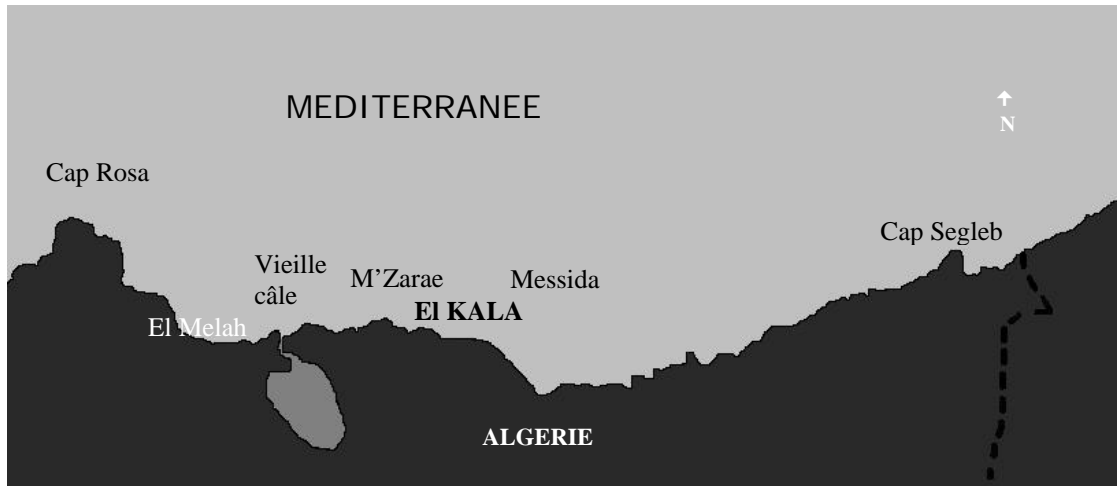 MEDITERRANEE
N
Cap Rosa
Cap Segleb
Vieille
câle
M’Zarae
Messida
El KALA
El Melah
ALGERIE